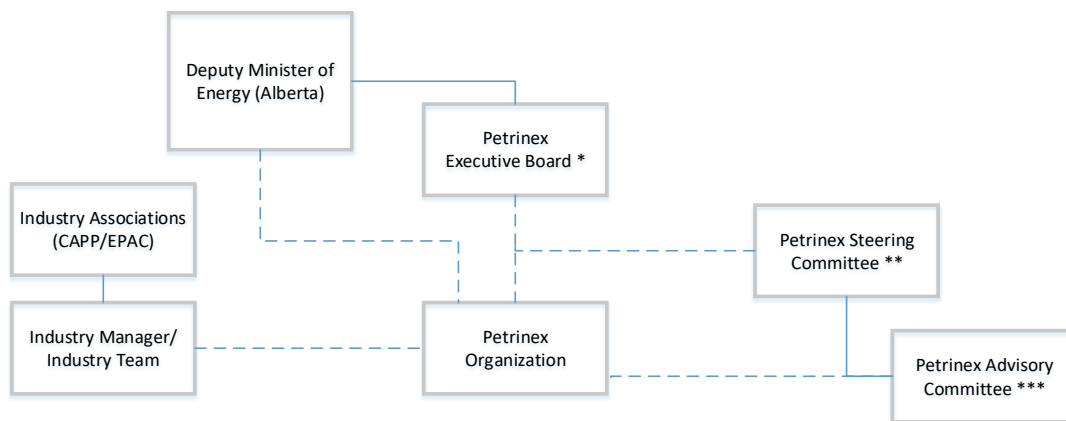 Deputy Minister of
Energy (Alberta)
Petrinex
Executive Board *
Industry Associations
(CAPP/EPAC)
Petrinex Steering
Committee **
Industry Manager/
Industry Team
Petrinex
Organization
Petrinex Advisory
Committee ***